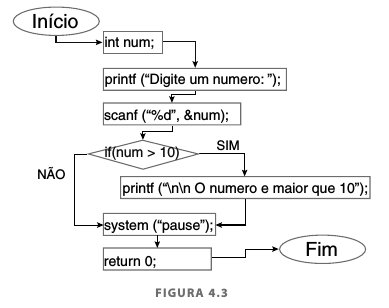 Início
int num;
printf (“Digite um numero: ”);
scanf (“%d”, &num);
if(num > 10)
SIM
NÃO
printf (“\n\n O numero e maior que 10”);
system (“pause”);
return 0;
Fim
FIGURA 4.3